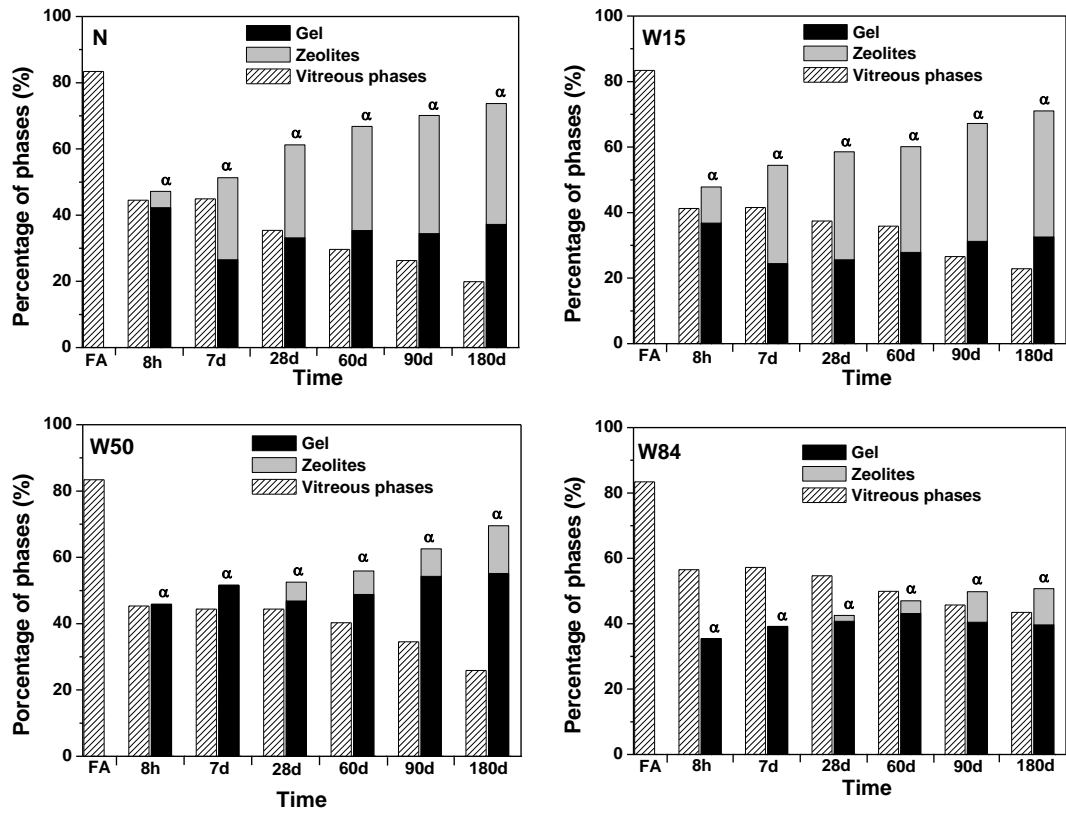 N
Gel
Zeolites
Vitreous phases
Percentage of phases (%)
100
80
60
40
20
0
α α α α α α
FA 8h 7d 28d 60d 90d 180d
Time
W15
Gel
Zeolites
Vitreous phases
Percentage of phases (%)
100
80
60
40
20
0
α α α α α α
FA 8h 7d 28d 60d 90d 180d
Time
W50
Gel
Zeolites
Vitreous phases
Porcentage of phases (%)
100
80
60
40
20
0
α α α α α α
FA 8h 7d 28d 60d 90d 180d
Time
W84
Gel
Zeolites
Vitreous phases
Percentage of phases (%)
100
80
60
40
20
0
α α α α α α
FA 8h 7d 28d 60d 90d 180d
Time